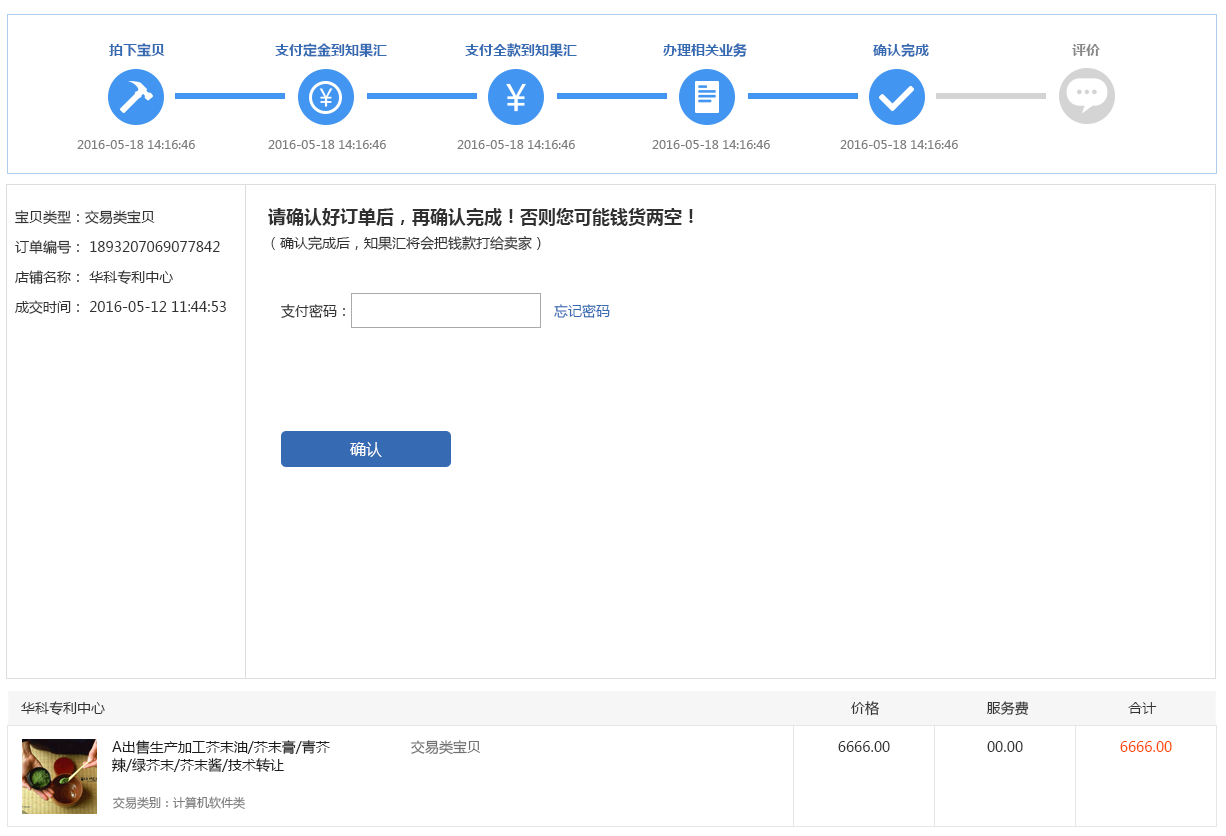 拍下宝贝 支付定金到知果汇 支付全款到知果汇 办理相关业务 确认完成 评价
2016-05-18 14:16:46 2016-05-18 14:16:46 2016-05-18 14:16:46 2016-05-18 14:16:46 2016-05-18 14:16:46
宝贝类型：交易类宝贝
订单编号： 1893207069077842
店铺名称： 华科专利中心
成交时间： 2016-05-12 11:44:53
请确认好订单后，再确认完成！否则您可能钱货两空！
（ 确认完成后，知果汇将会把钱款打给卖家 ）
支付密码： 忘记密码
确认
华科专利中心 价格 服务费 合计
A出售生产加工芥末油/芥末膏/青芥 交易类宝贝 6666.00 00.00 6666.00
辣/绿芥末/芥末酱/技术转让
交易类别：计算机软件类